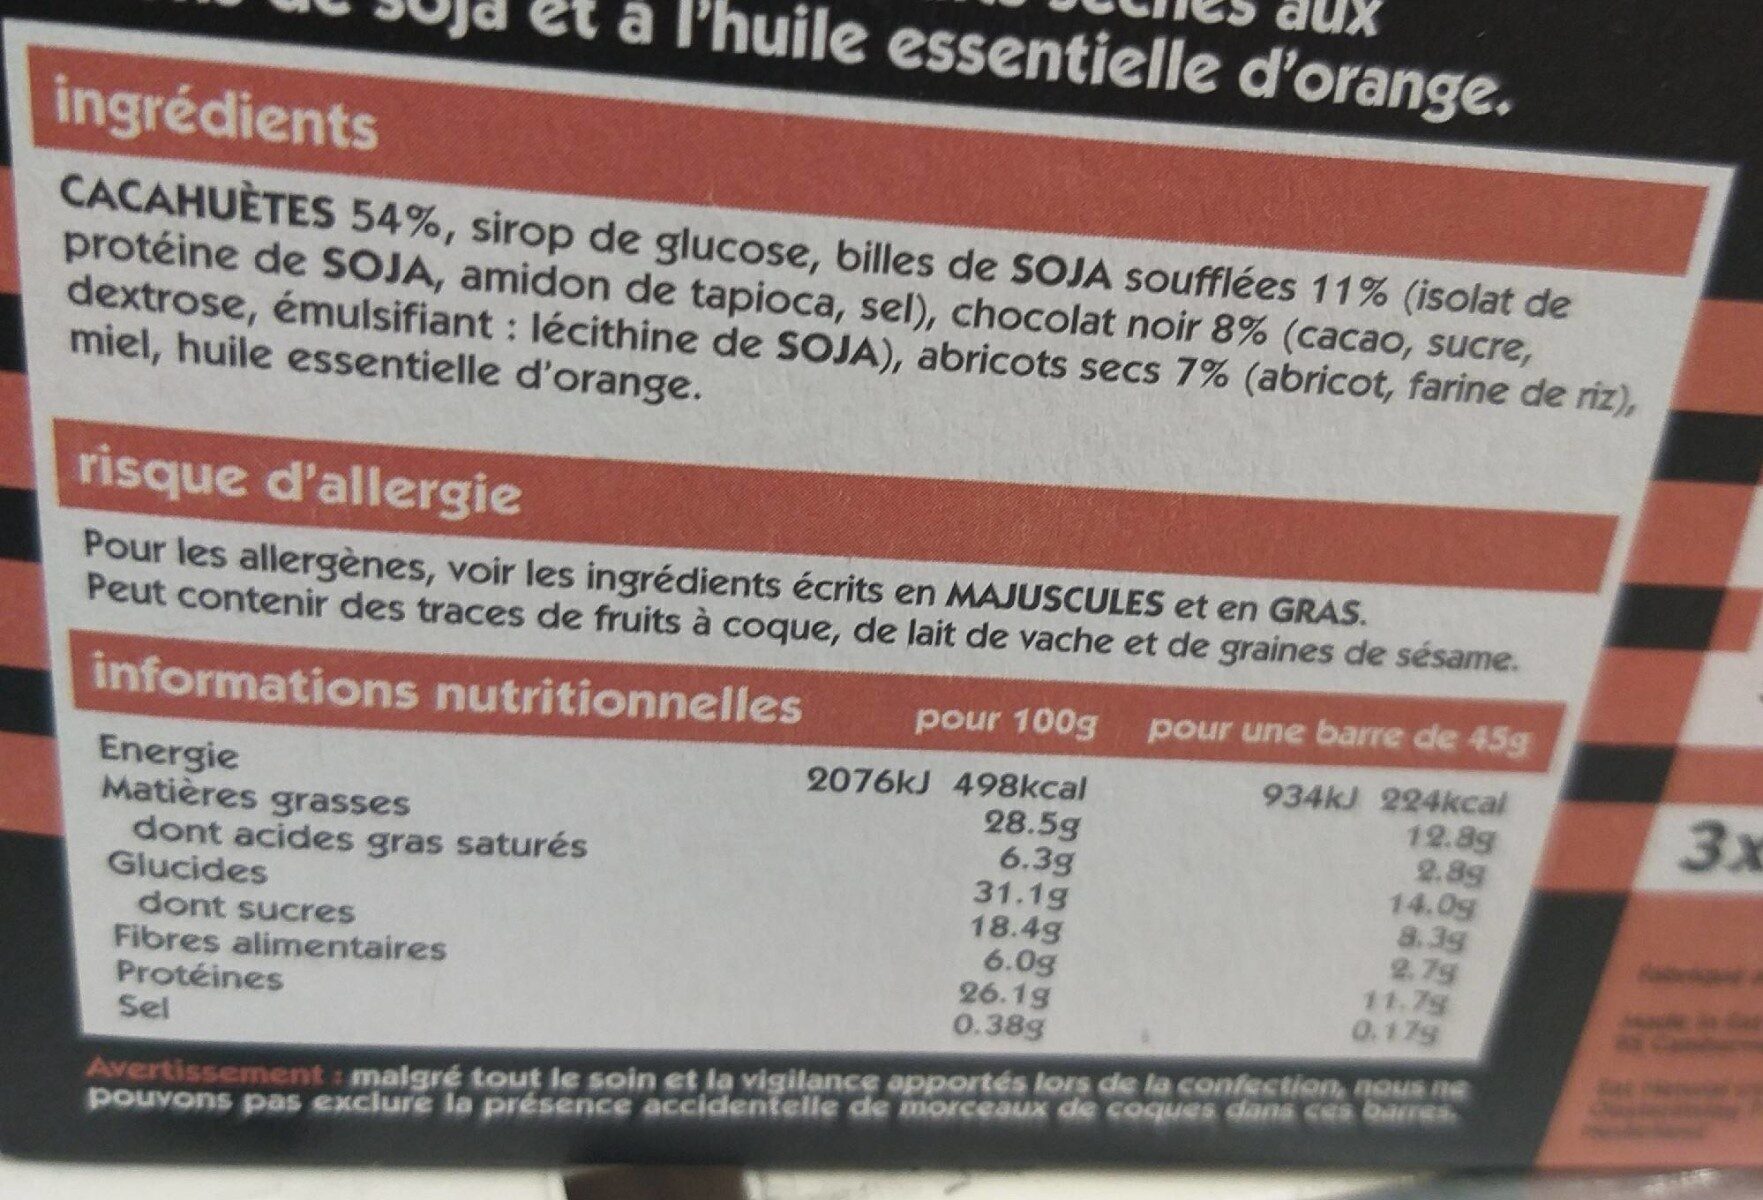 de soja et à l'huile essentielle d'orange.
ingrédients
CACAHUÈTES 54%, sirop de glucose, billes de SOJA soufflées 11% (isolat de
protéine de SOJA, amidon de tapioca, sel), chocolat noir 8% (cacao, sucre,
dextrose, émulsifiant : lécithine de SOJA), abricots secs 7% (abricot, farine de riz),
miel, huile essentielle d'orange.
risque d'allergie
Pour les allergènes, voir les ingrédients écrits en MAJUSCULES et en GRAS.
Peut contenir des traces de fruits à coque, de lait de vache et de graines de sésame.
informations nutritionnelles pour 100g pour une barre de 45g
Energie 2076kJ 498kcal 934kJ 224kcal
Matières grasses 28.5g 12.8g
dont acides gras saturés 6.3g 2.8g
Glucides 31.1g 14.0g
dont sucres 18.4g 8.3g
Fibres alimentaires 6.0g 2.7g
Protéines 26.1g 11.7g
Sel 0.38g 0.17g
Avertissement : malgré tout le soin et la vigilance apportés lors de la confection, nous ne
pouvons pas exclure la présence accidentelle de morceaux de coques dans ces barres.
3x